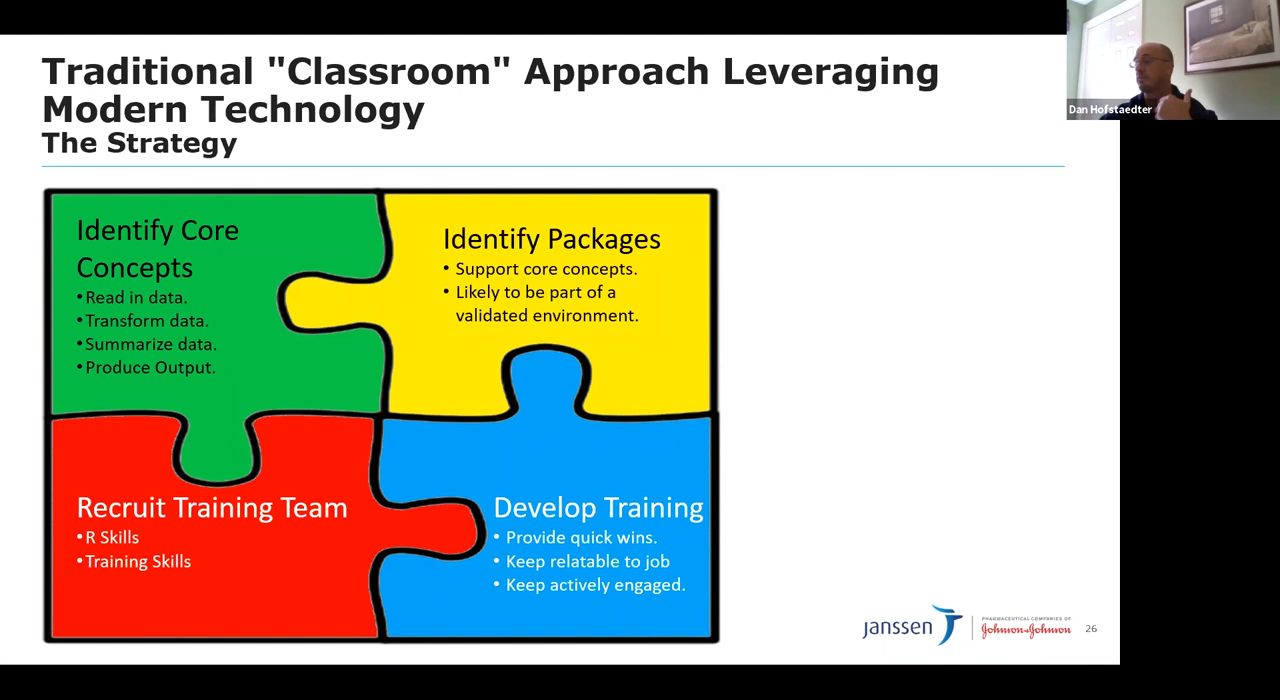 Traditional "Classroom" Approach Leveraging
Modern Technology
The Strategy
Dan Hofstaedter
Identify Core
Concepts
•Read in data.
•Transform data.
•Summarize data.
•Produce Output.
Identify Packages
• Support core concepts.
• Likely to be part of a
validated environment.
Recruit Training Team
•R Skills
•Training Skills
Develop Training
• Provide quick wins.
• Keep relatable to job
• Keep actively engaged.
janssen
PHARMACEUTICAL COMPANIES OF
Johnson & Johnson
26